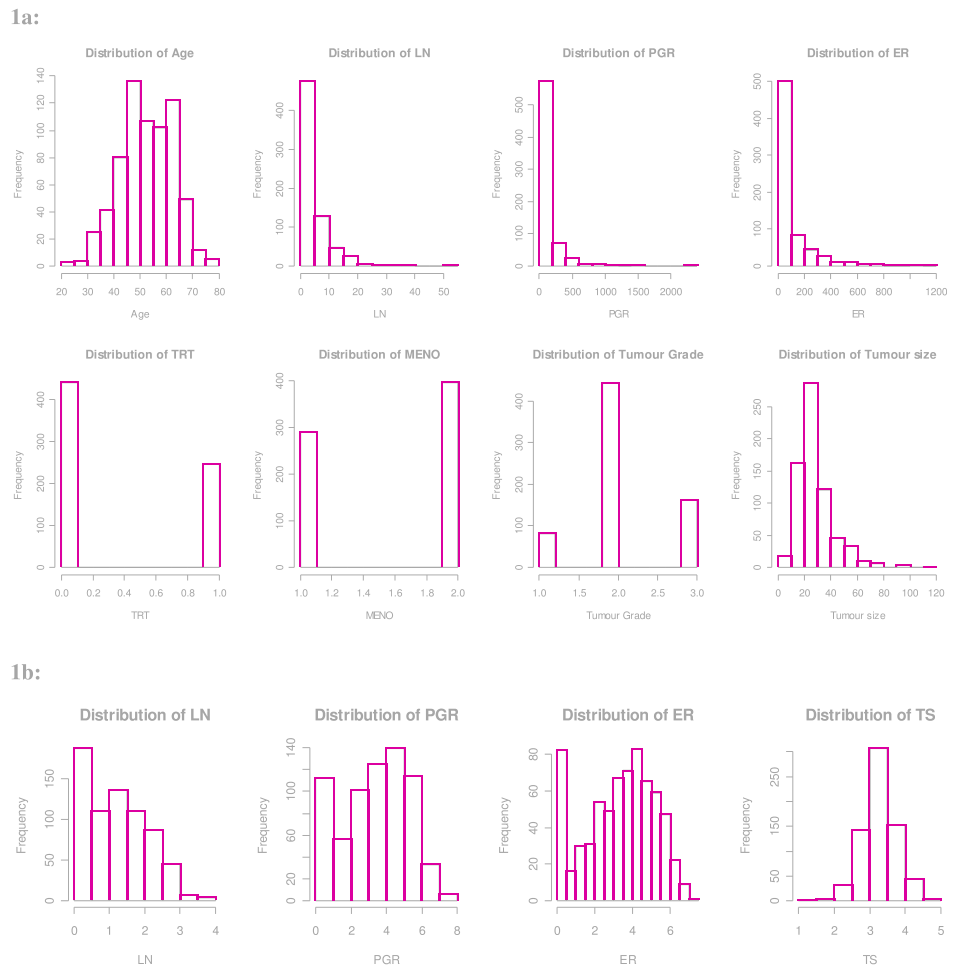 1a:
Distribution of Age
Frequency
0 20 40 60 80 100 120 140
20 30 40 50 60 70 80
Age
Distribution of LN
Frequency
0 100 200 400
0 10 20 30 40 50
LN
Distribution of PGR
Frequency
0 100 200 300 400 500
0 500 1000 2000
PGR
Distribution of ER
Frequency
0 100 200 300 400 500
0 200 400 600 800 1200
ER
Distribution of TRT
Frequency
0 100 200 300 400
0.0 0.2 0.4 0.6 0.8 1.0
TRT
Distribution of MENO
Frequency
0 100 200 300 400
1.0 1.2 1.4 1.6 1.8 2.0
MENO
Distribution of Tumour Grade
Frequency
0 100 200 300 400
1.0 1.5 2.0 2.5 3.0
Tumour Grade
Distribution of Tumour size
Frequency
0 50 100 150 200 250
0 20 40 60 80 100 120
Tumour size
1b:
Distribution of LN
Frequency
0 50 100 150
0 1 2 3 4
LN
Distribution of PGR
Frequency
0 20 60 100 140
0 2 4 6 8
PGR
Distribution of ER
Frequency
0 20 40 60 80
0 2 4 6
ER
Distribution of TS
Frequency
0 50 150 250
1 2 3 4 5
TS